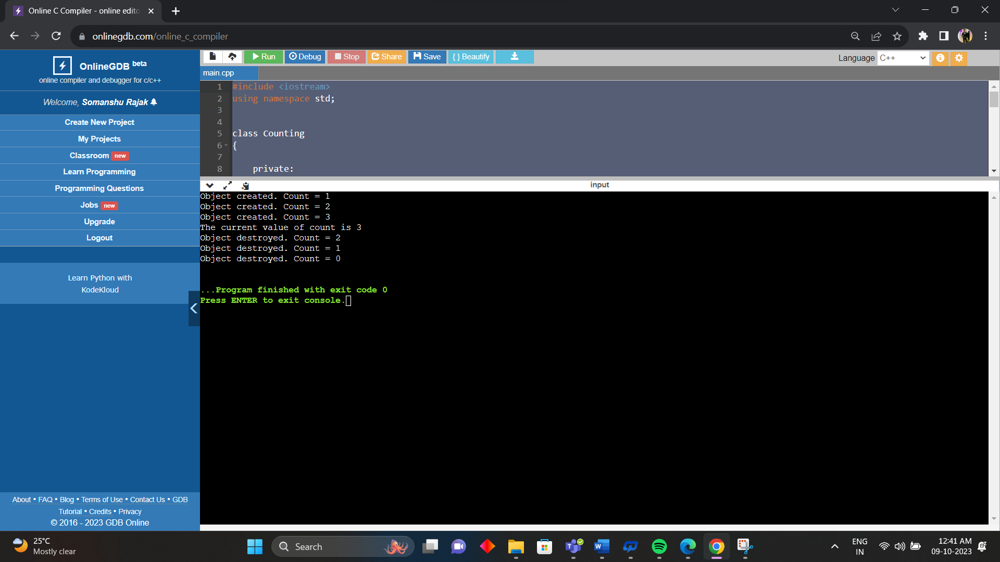 Online C Compiler - online edito
onlinegdb.com/online_c_compiler
OnlineGDB beta
online compiler and debugger for c/c++
Welcome, Somanshu Rajak
Create New Project
My Projects
Classroom new
Learn Programming
Programming Questions
Jobs new
Upgrade
Logout
Learn Python with
KodeKloud
About • FAQ • Blog • Terms of Use • Contact Us • GDB
Tutorial • Credits • Privacy
© 2016 - 2023 GDB Online
Run Debug Stop Share Save { } Beautify
Language C++
main.cpp
1 #include <iostream>
2 using namespace std;
3
4
5 class Counting
6 {
7
8 private:
input
Object created. Count = 1
Object created. Count = 2
Object created. Count = 3
The current value of count is 3
Object destroyed. Count = 2
Object destroyed. Count = 1
Object destroyed. Count = 0
...Program finished with exit code 0
Press ENTER to exit console.
25°C
Mostly clear
Search
ENG
IN
12:41 AM
09-10-2023